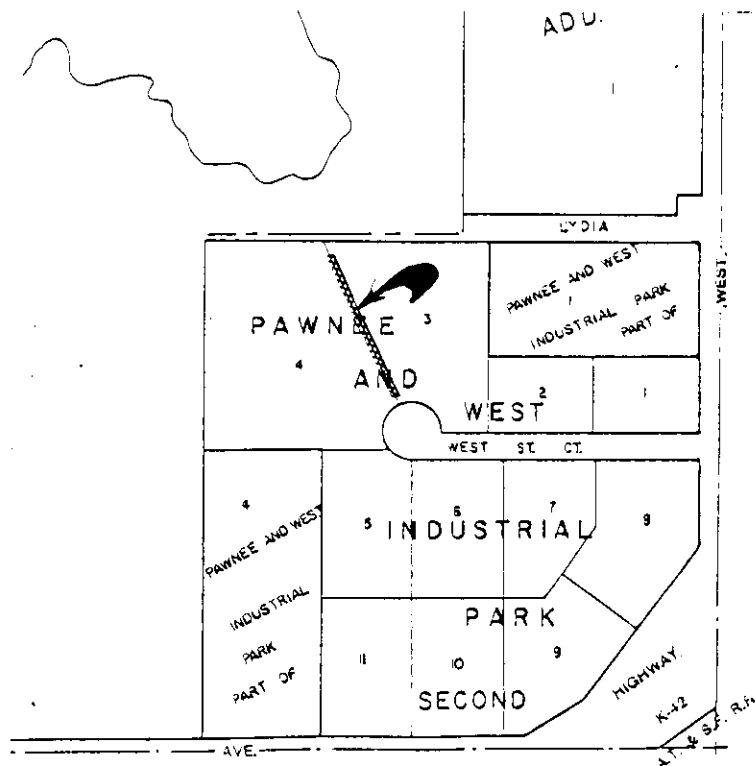 ADD.
1
LYDIA
WEST
PAWNEE AND WEST
INDUSTRIAL PARK
PART OF
PAWNEE
3
4
AND
2
1
WEST
WEST ST. CT.
4
PAWNEE AND WEST
INDUSTRIAL
PARK
PART OF
5
6
7
8
INDUSTRIAL
PARK
11
10
9
SECOND
HIGHWAY
K-42
A.T. & S.F. R.R.
AVE.